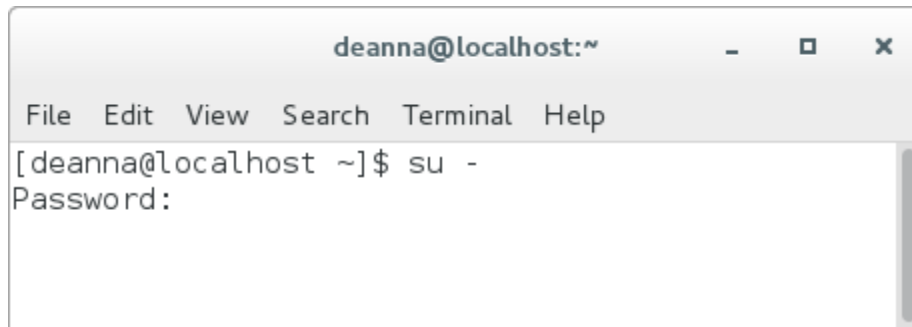 deanna@localhost:~
File Edit View Search Terminal Help
[deanna@localhost ~]$ su -
Password: